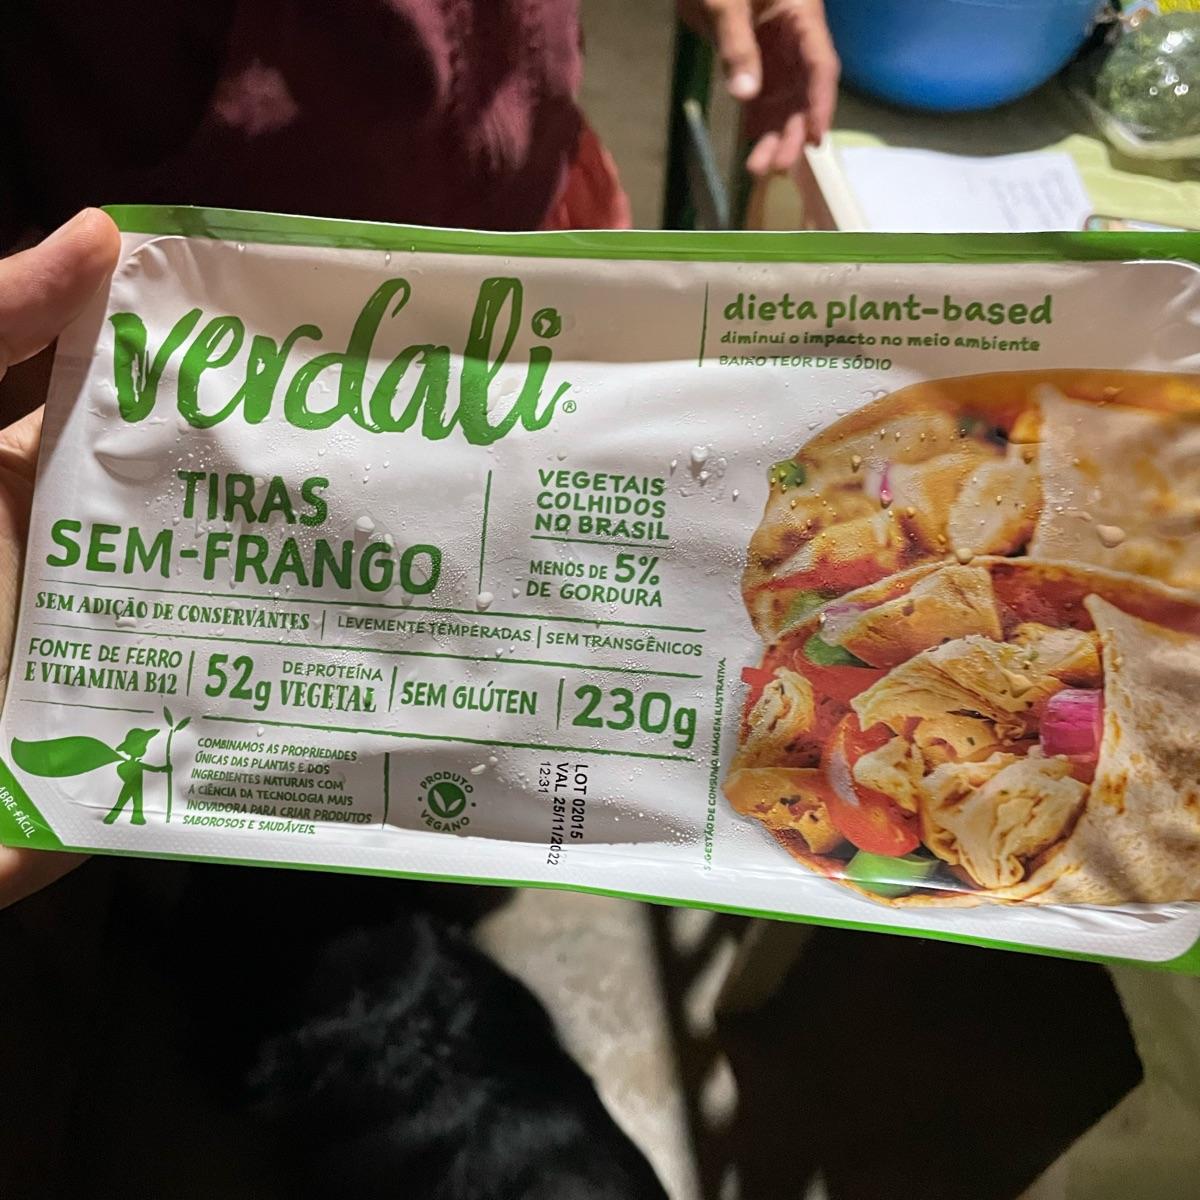 verdali®
dieta plant-based
diminui o impacto no meio ambiente
BAIXO TEOR DE SÓDIO
TIRAS
SEM-FRANGO
VEGETAIS
COLHIDOS
NO BRASIL
MENOS DE 5%
DE GORDURA
SEM ADIÇÃO DE CONSERVANTES | LEVEMENTE TEMPERADAS | SEM TRANSGÊNICOS
FONTE DE FERRO
E VITAMINA B12
52g DE PROTEÍNA
VEGETAL
SEM GLÚTEN
230g
COMBINAMOS AS PROPRIEDADES
ÚNICAS DAS PLANTAS E DOS
INGREDIENTES NATURAIS COM
A CIÊNCIA DA TECNOLOGIA MAIS
INOVADORA PARA CRIAR PRODUTOS
SABOROSOS E SAUDÁVEIS.
PRODUTO
VEGANO
LOT 02015
VAL 25/11/2022
12:31
SUGESTÃO DE CONSUMO. IMAGEM ILUSTRATIVA.
ABRE FÁCIL